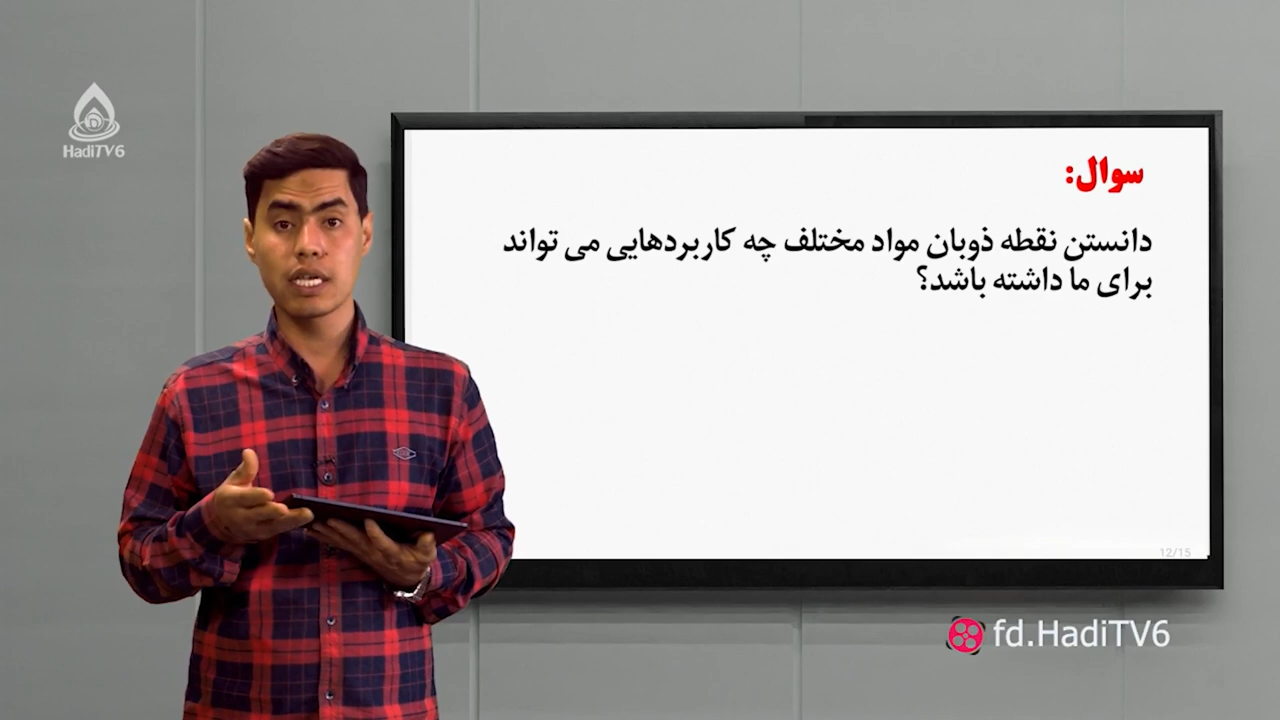 HadiTV6
سوال:
دانستن نقطه ذوبان مواد مختلف چه کاربردهایی می تواند
برای ما داشته باشد؟
12/15
fd.HadiTV6